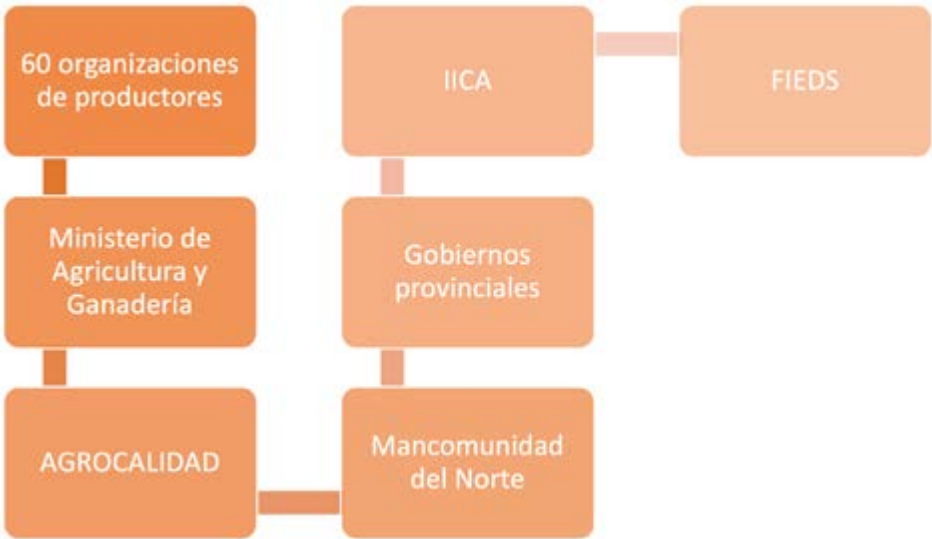 60 organizaciones
de productores
Ministerio de
Agricultura y
Ganadería
AGROCALIDAD
Mancomunidad
del Norte
Gobiernos
provinciales
IICA
FIEDS